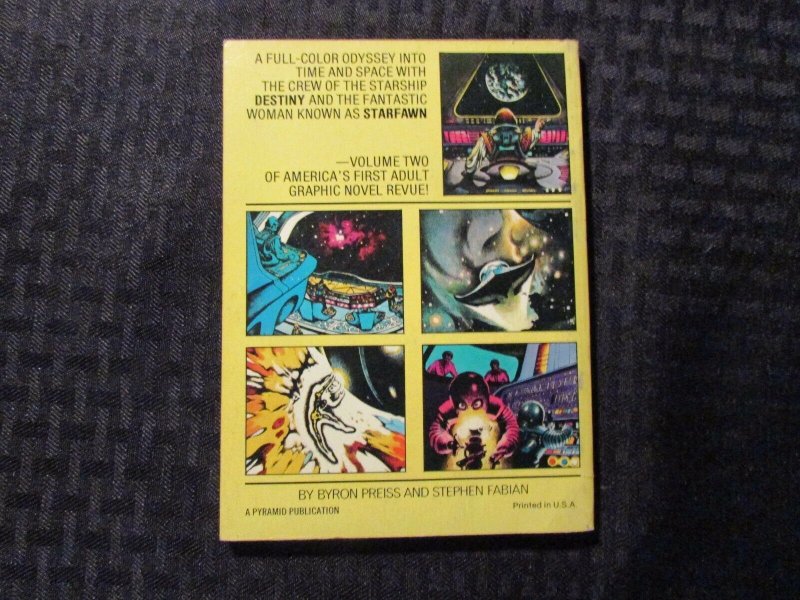 A FULL-COLOR ODYSSEY INTO
TIME AND SPACE WITH
THE CREW OF THE STARSHIP
DESTINY AND THE FANTASTIC
WOMAN KNOWN AS STARFAWN
—VOLUME TWO
OF AMERICA'S FIRST ADULT
GRAPHIC NOVEL REVUE!
BY BYRON PREISS AND STEPHEN FABIAN
A PYRAMID PUBLICATION
Printed in U.S.A.